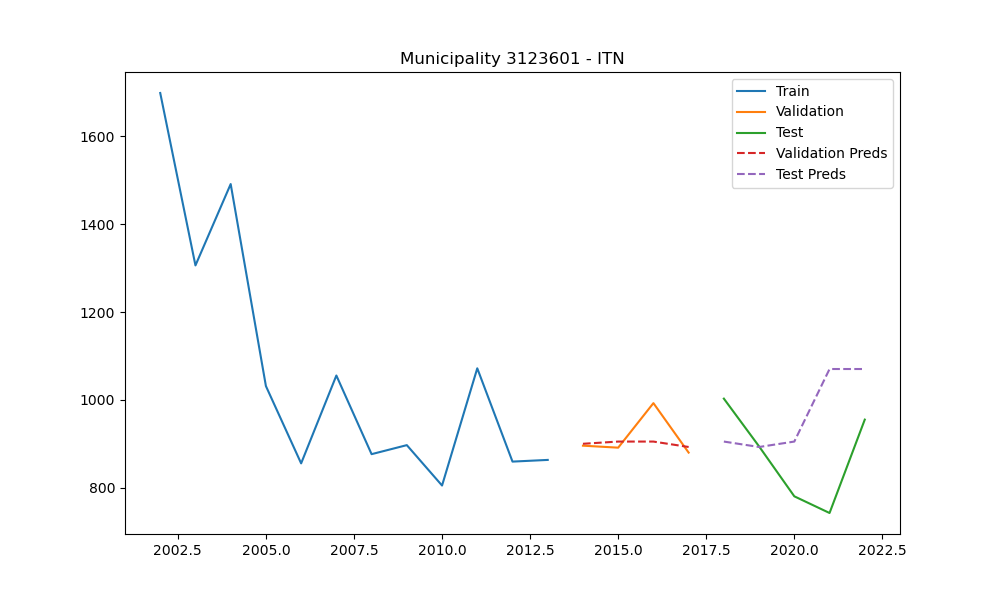 Municipality 3123601 - ITN
Train
Validation
Test
Validation Preds
Test Preds
1600
1400
1200
1000
800
2002.5 2005.0 2007.5 2010.0 2012.5 2015.0 2017.5 2020.0 2022.5